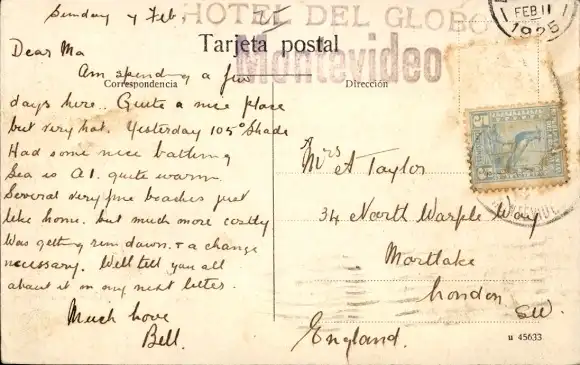 HOTEL DEL GLOBO
Montevideo
FEB 11
1925
Tarjeta postal
Correspondencia
Dirección
Sunday 4 Feb, 25
Dear Ma
Am spending a few
days here.. Quite a nice place
but very hot. Yesterday 105° Shade
Had some nice bathing
Sea is A1. quite warm.
Several very fine beaches just
like home. but much more costly
Was getting run down. + a change
necessary. Will tell you all
about it in my next letter.
Much love
Bell.
Mrs A Taylor
34 North Warple Way
Mortlake
London
S.W.
England.
u 45633